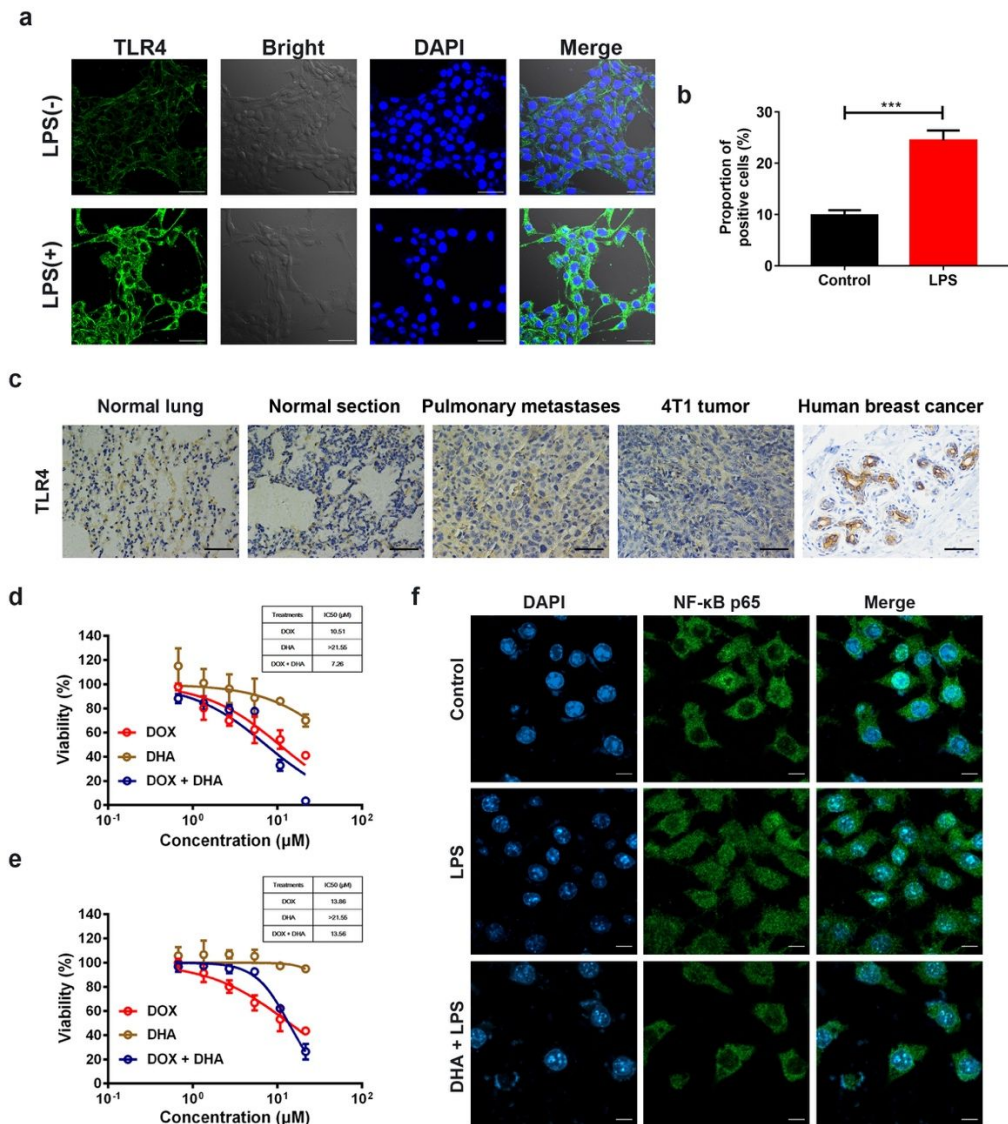 a
TLR4 Bright DAPI Merge
LPS(-)
LPS(+)
b
***
Proportion of
positive cells (%)
30
20
10
0
Control LPS
c
Normal lung Normal section Pulmonary metastases 4T1 tumor Human breast cancer
TLR4
d
Treatments IC50 (μM)
DOX 10.51
DHA >21.55
DOX + DHA 7.26
Viability (%)
140
120
100
80
60
40
20
0
DOX
DHA
DOX + DHA
10-1 100 101 102
Concentration (μM)
e
Treatments IC50 (μM)
DOX 13.86
DHA >21.55
DOX + DHA 13.56
Viability (%)
140
120
100
80
60
40
20
0
DOX
DHA
DOX + DHA
10-1 100 101 102
Concentration (μM)
f
DAPI NF-κB p65 Merge
Control
LPS
DHA + LPS